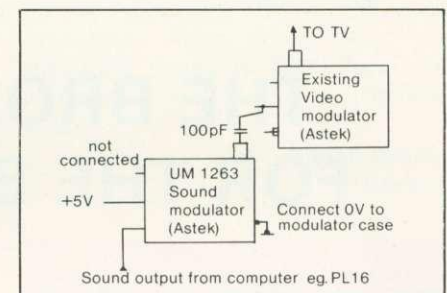 TO TV
Existing
Video
modulator
(Astek)
100pF
not
connected
UM 1263
Sound
modulator
(Astek)
+5V
Connect 0V to
modulator case
Sound output from computer eg. PL16